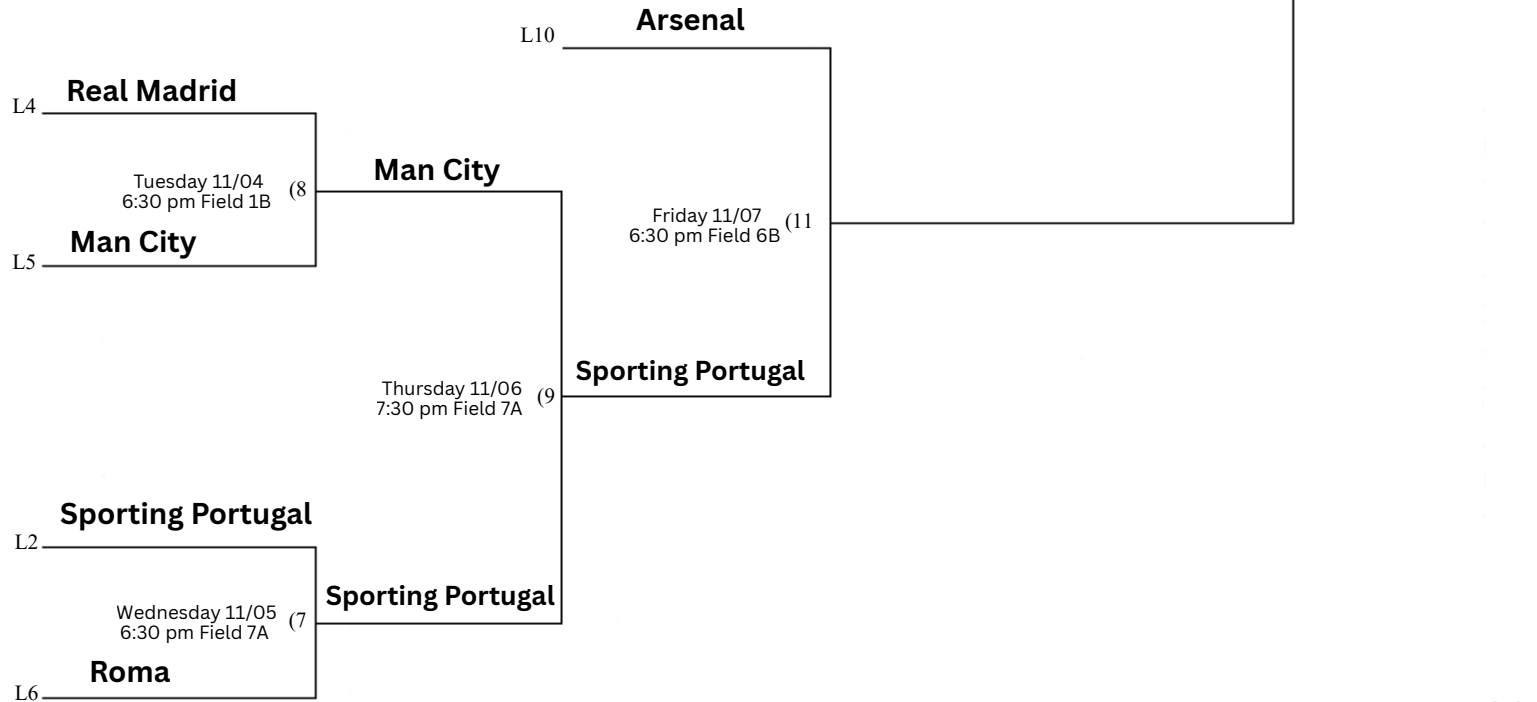 Arsenal
L10
Real Madrid
L4
Man City
Tuesday 11/04
6:30 pm Field 1B
(8
Friday 11/07
6:30 pm Field 6B
(11
Man City
L5
Sporting Portugal
Thursday 11/06
7:30 pm Field 7A
(9
Sporting Portugal
L2
Sporting Portugal
Wednesday 11/05
6:30 pm Field 7A
(7
Roma
L6